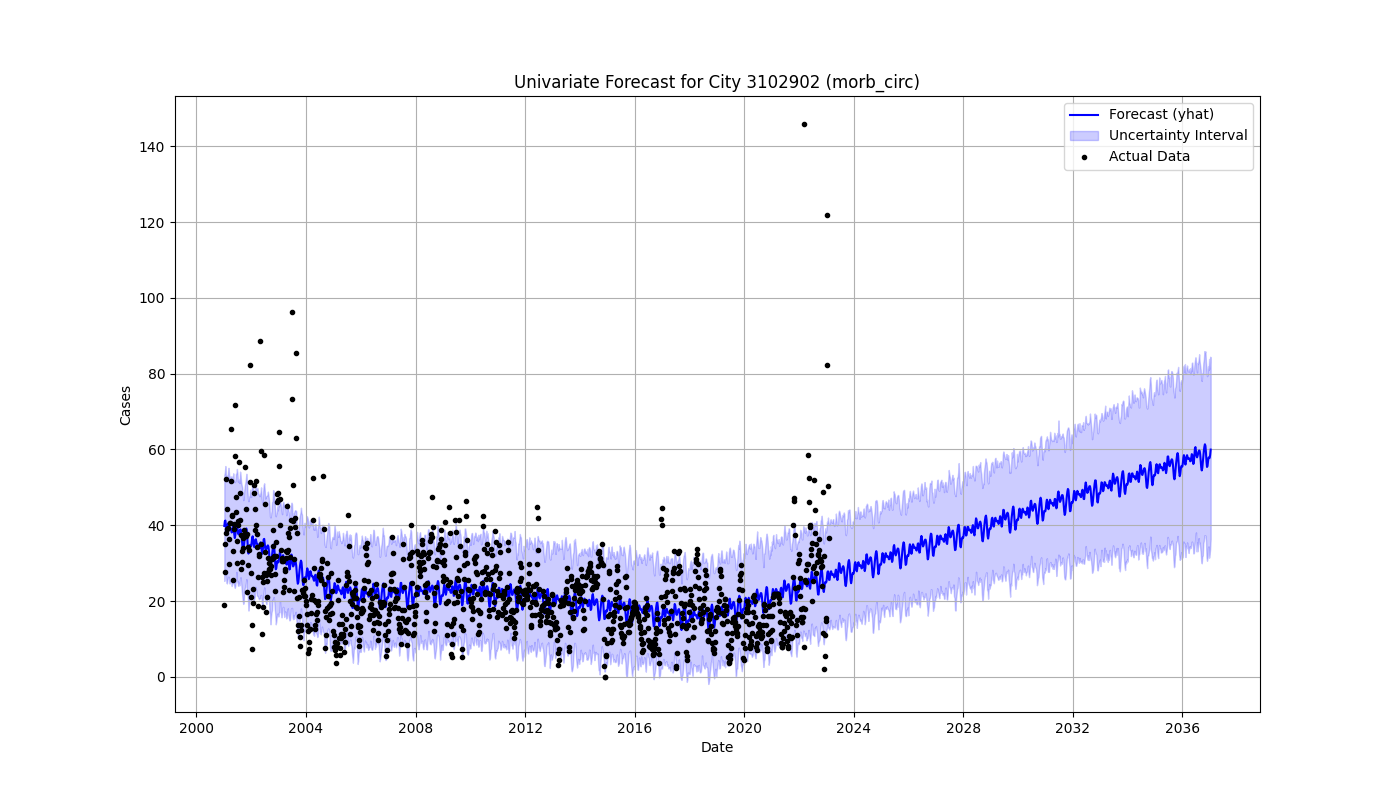 Univariate Forecast for City 3102902 (morb_circ)
Forecast (yhat)
Uncertainty Interval
Actual Data
140
120
100
80
60
40
20
0
Cases
2000 2004 2008 2012 2016 2020 2024 2028 2032 2036
Date